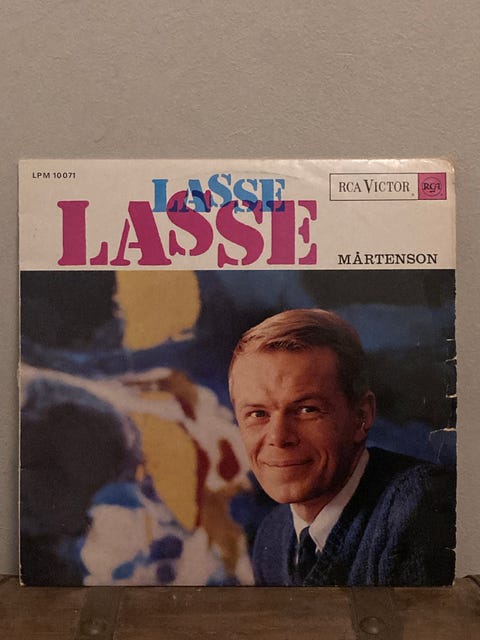 LPM 10071
LASSE
LASSE
RCA VICTOR
RCA
MÅRTENSON